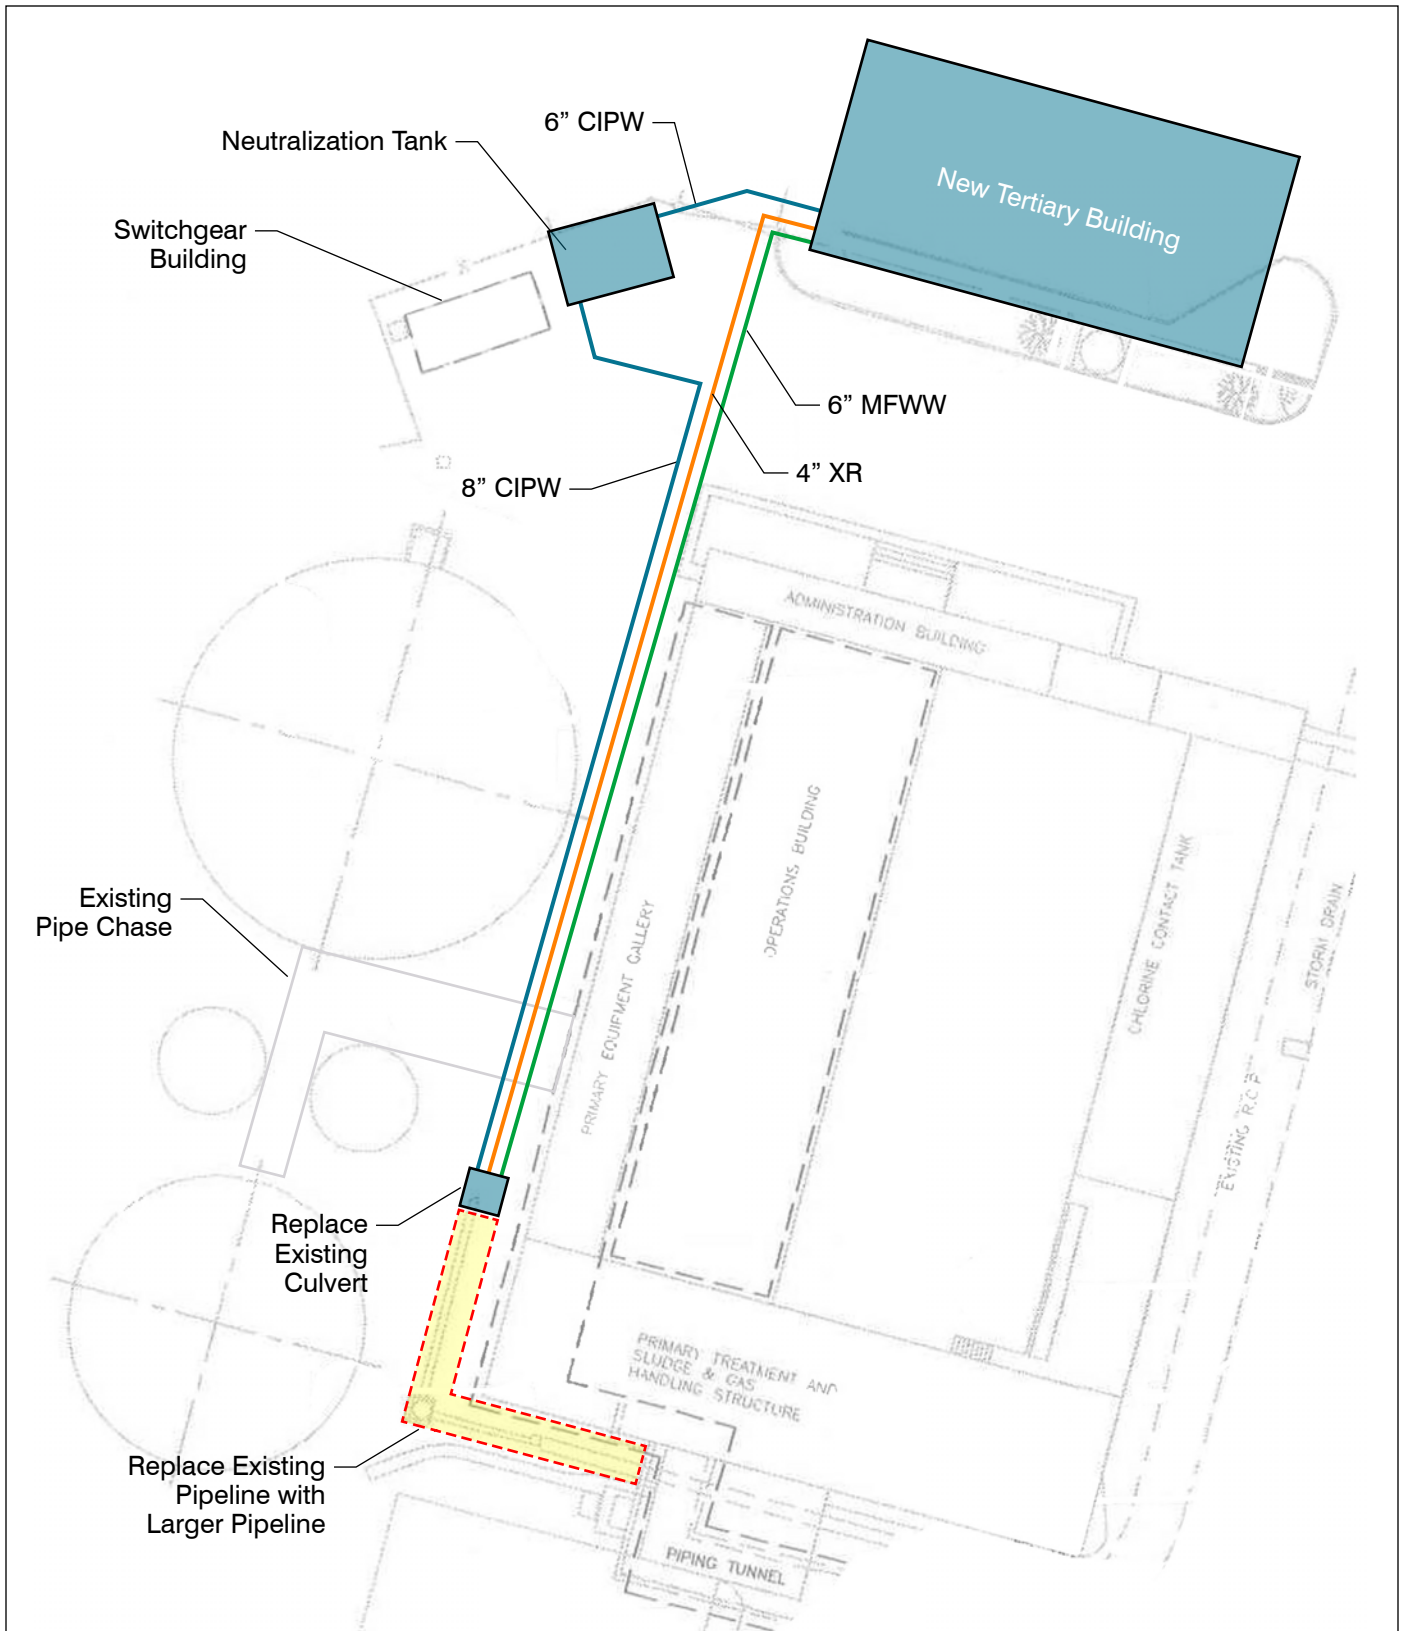 6” CIPW
Neutralization Tank
New Tertiary Building
Switchgear
Building
6” MFWW
4” XR
8” CIPW
ADMINISTRATION BUILDING
OPERATIONS BUILDING
CHLORINE CONTACT TANK
STORM DRAIN
Existing
Pipe Chase
PRIMARY EQUIPMENT GALLERY
EXISTING R.C.P
Replace
Existing
Culvert
PRIMARY TREATMENT AND
SLUDGE & GAS
HANDLING STRUCTURE
Replace Existing
Pipeline with
Larger Pipeline
PIPING TUNNEL